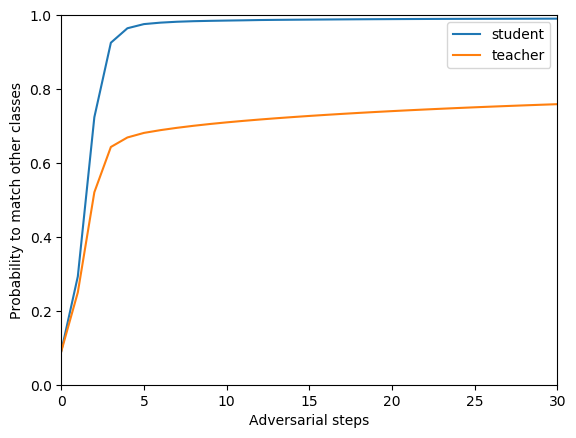 student
teacher
Probability to match other classes
1.0
0.8
0.6
0.4
0.2
0.0
0 5 10 15 20 25 30
Adversarial steps